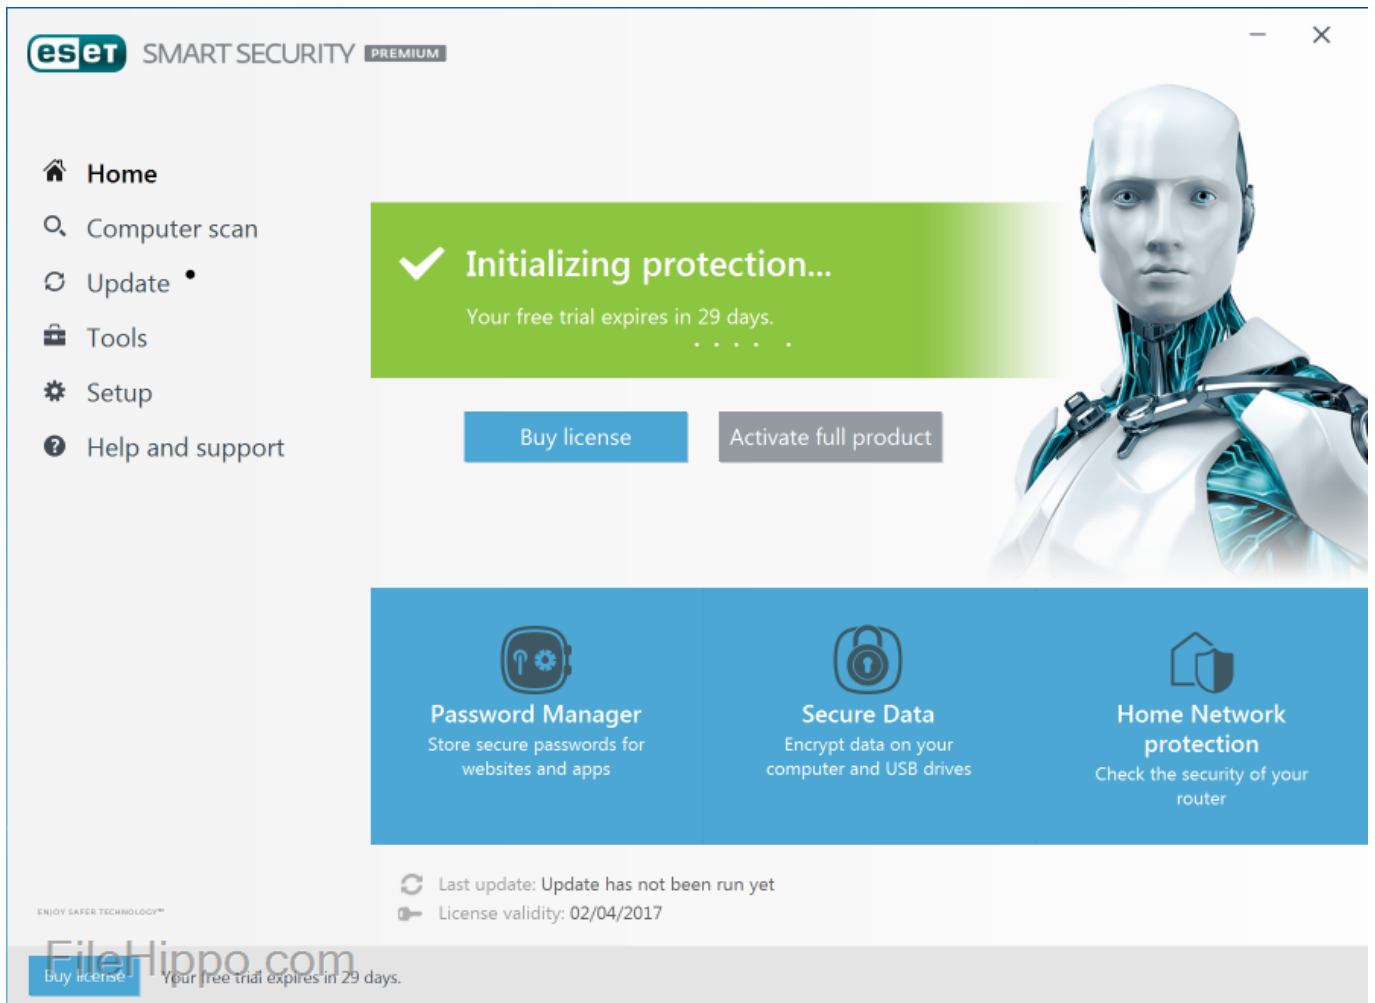 eset SMART SECURITY PREMIUM
Home
Computer scan
Update
Tools
Setup
Help and support
Initializing protection...
Your free trial expires in 29 days.
Buy license
Activate full product
Password Manager
Store secure passwords for
websites and apps
Secure Data
Encrypt data on your
computer and USB drives
Home Network
protection
Check the security of your
router
Last update: Update has not been run yet
License validity: 02/04/2017
ENJOY SAFER TECHNOLOGY™
FileHippo.com
Buy license
Your free trial expires in 29 days.